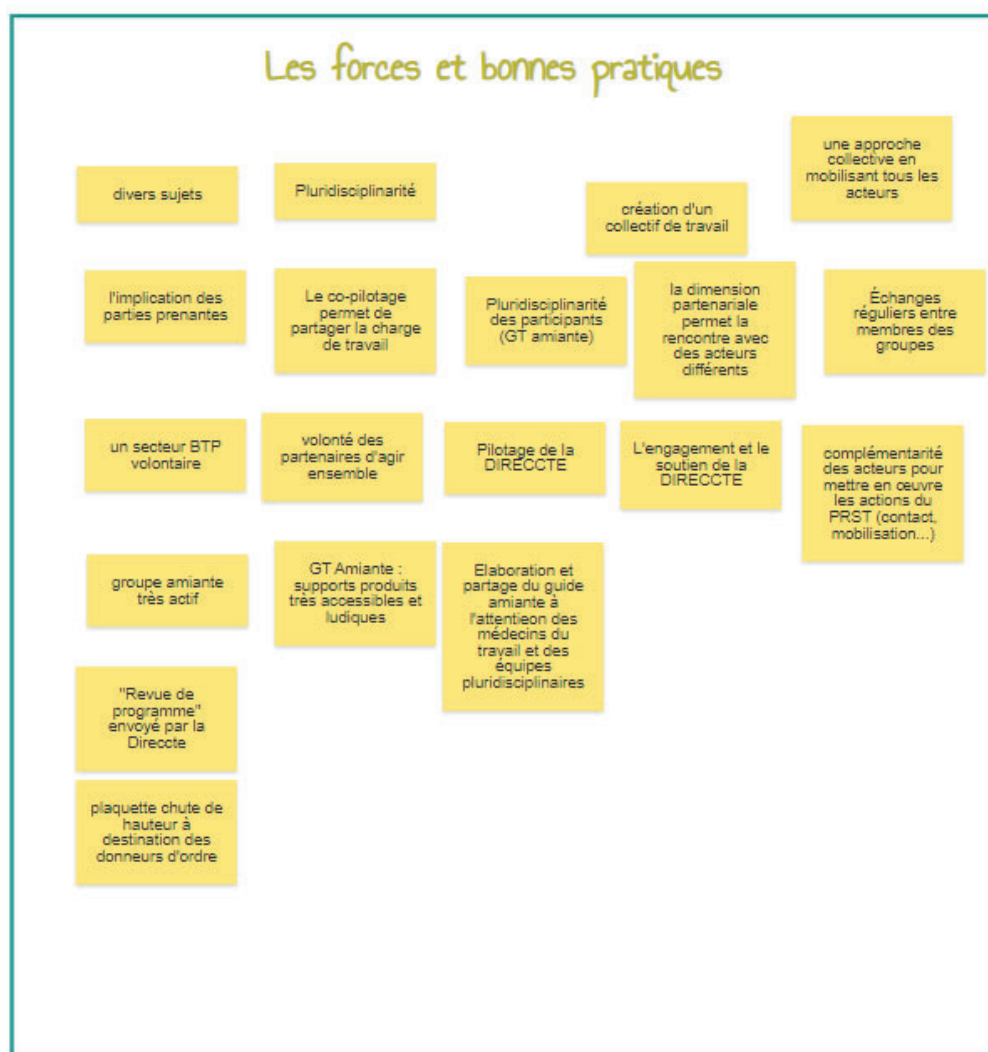 Les forces et bonnes pratiques
divers sujets
Pluridisciplinarité
création d'un
collectif de travail
une approche
collective en
mobilisant tous les
acteurs
l'implication des
parties prenantes
Le co-pilotage
permet de
partager la charge
de travail
Pluridisciplinarité
des participants
(GT amiante)
la dimension
partenariale
permet la
rencontre avec
des acteurs
différents
Échanges
réguliers entre
membres des
groupes
un secteur BTP
volontaire
volonté des
partenaires d'agir
ensemble
Pilotage de la
DIRECCTE
L'engagement et le
soutien de la
DIRECCTE
complémentarité
des acteurs pour
mettre en œuvre
les actions du
PRST (contact,
mobilisation...)
groupe amiante
très actif
GT Amiante :
supports produits
très accessibles et
ludiques
Elaboration et
partage du guide
amiante à
l'attentieon des
médecins du
travail et des
équipes
pluridisciplinaires
"Revue de
programme"
envoyé par la
Direccte
plaquette chute de
hauteur à
destination des
donneurs d'ordre